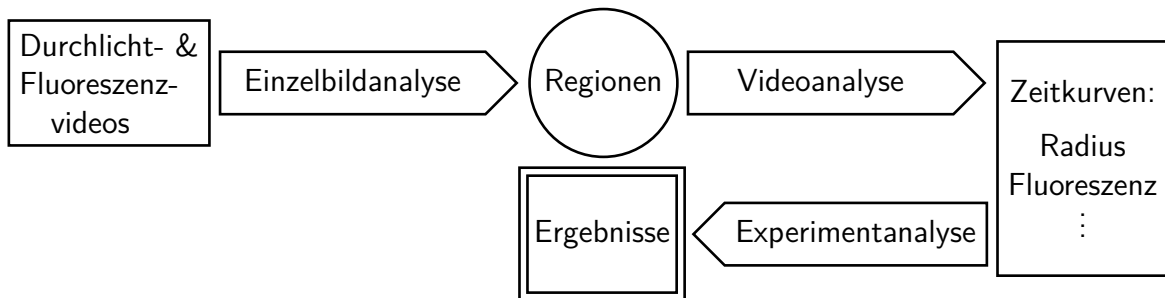 Durchlicht- &
Fluoreszenz-
videos
Einzelbildanalyse
Regionen
Videoanalyse
Zeitkurven:
Radius
Fluoreszenz
⋮
Experimentanalyse
Ergebnisse